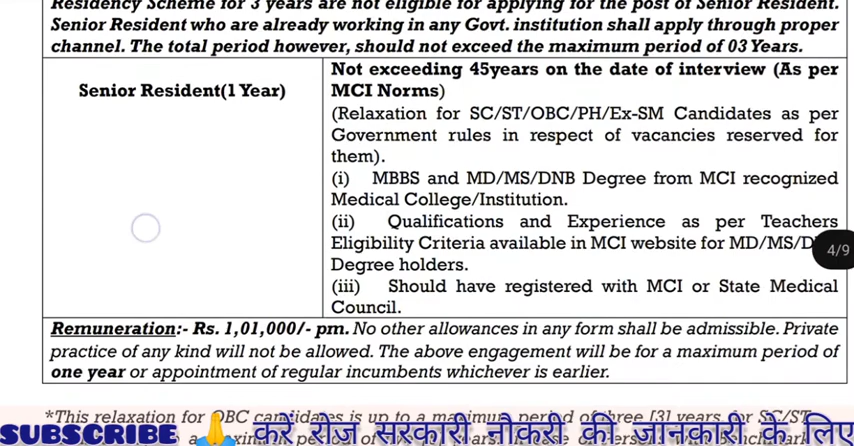 Residency Scheme for 3 years are not eligible for applying for the post of Senior Resident.
Senior Resident who are already working in any Govt. institution shall apply through proper
channel. The total period however, should not exceed the maximum period of 03 Years.
Senior Resident(1 Year)
Not exceeding 45years on the date of interview (As per
MCI Norms)
(Relaxation for SC/ST/OBC/PH/Ex-SM Candidates as per
Government rules in respect of vacancies reserved for
them).
(i) MBBS and MD/MS/DNB Degree from MCI recognized
Medical College/Institution.
(ii) Qualifications and Experience as per Teachers
Eligibility Criteria available in MCI website for MD/MS/D
4/9
Degree holders.
(iii) Should have registered with MCI or State Medical
Council.
Remuneration:- Rs. 1,01,000/- pm. No other allowances in any form shall be admissible. Private
practice of any kind will not be allowed. The above engagement will be for a maximum period of
one year or appointment of regular incumbents whichever is earlier.
*This relaxation for OBC candidates is up to a maximum period of three [3] years, for SC/ST
SUBSCRIBE 🙏 करें रोज सरकारी नौकरी की जानकारी के लिए